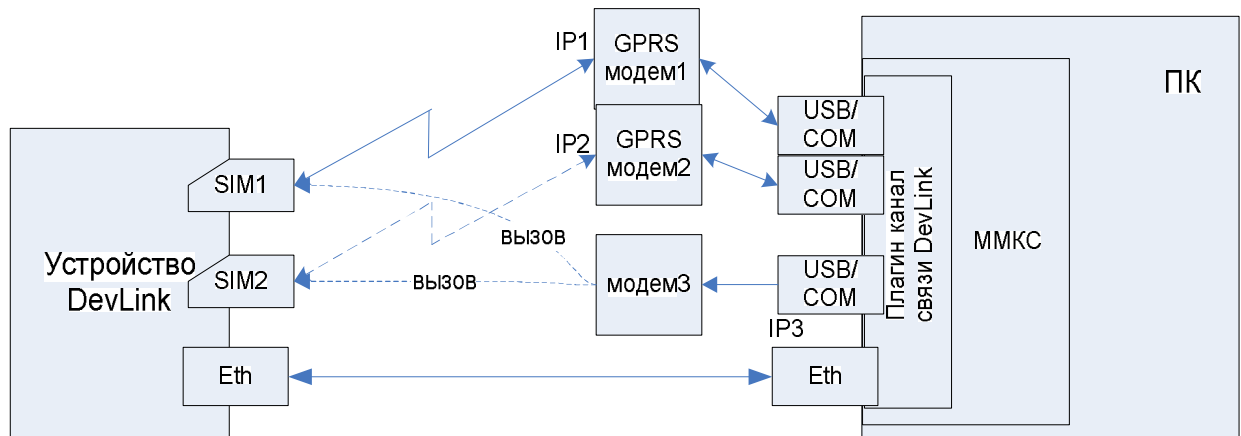 IP1
GPRS
модем1
ПК
USB/
COM
IP2
GPRS
модем2
SIM1
USB/
COM
вызов
ММКС
Плагин канал
связи DevLink
Устройство
DevLink
SIM2
вызов
модем3
USB/
COM
IP3
Eth
Eth